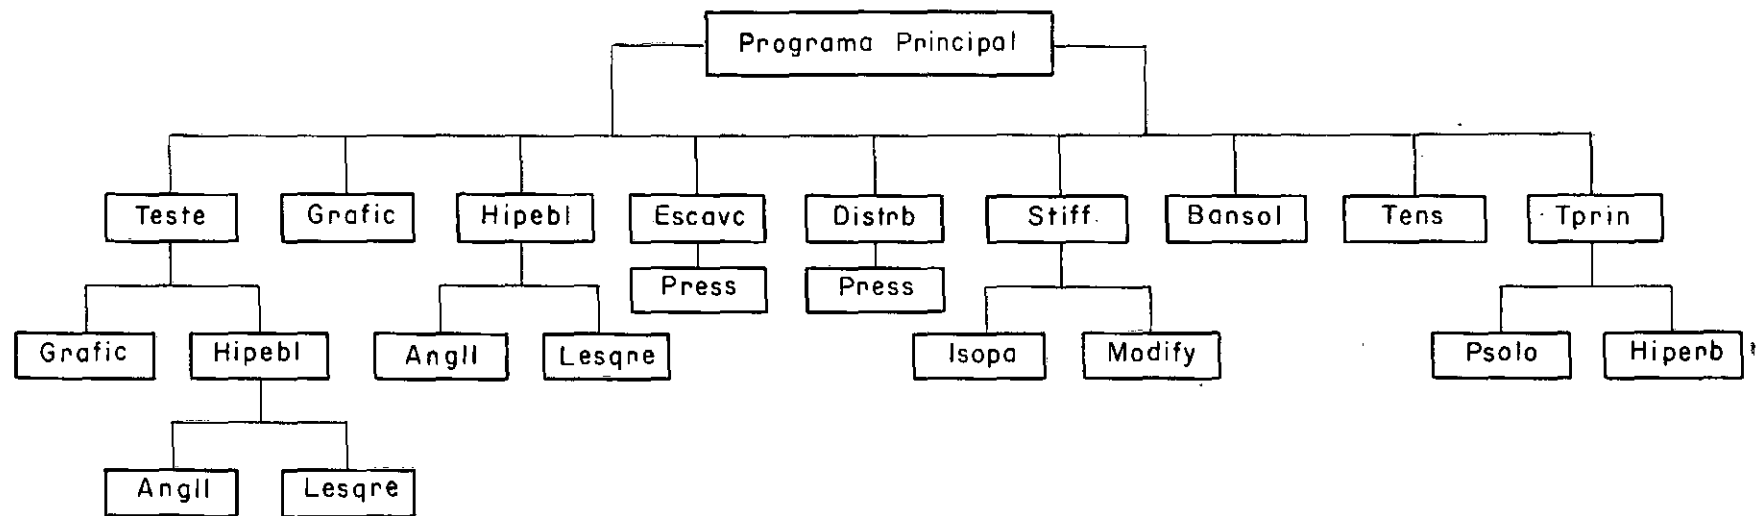 Programa Principal
Teste Grafic Hipebl Escavc Distrb Stiff Bansol Tens Tprin
Press Press
Grafic Hipebl Angll Lesqre Isopa Modify Psolo Hiperb
Angll Lesqre